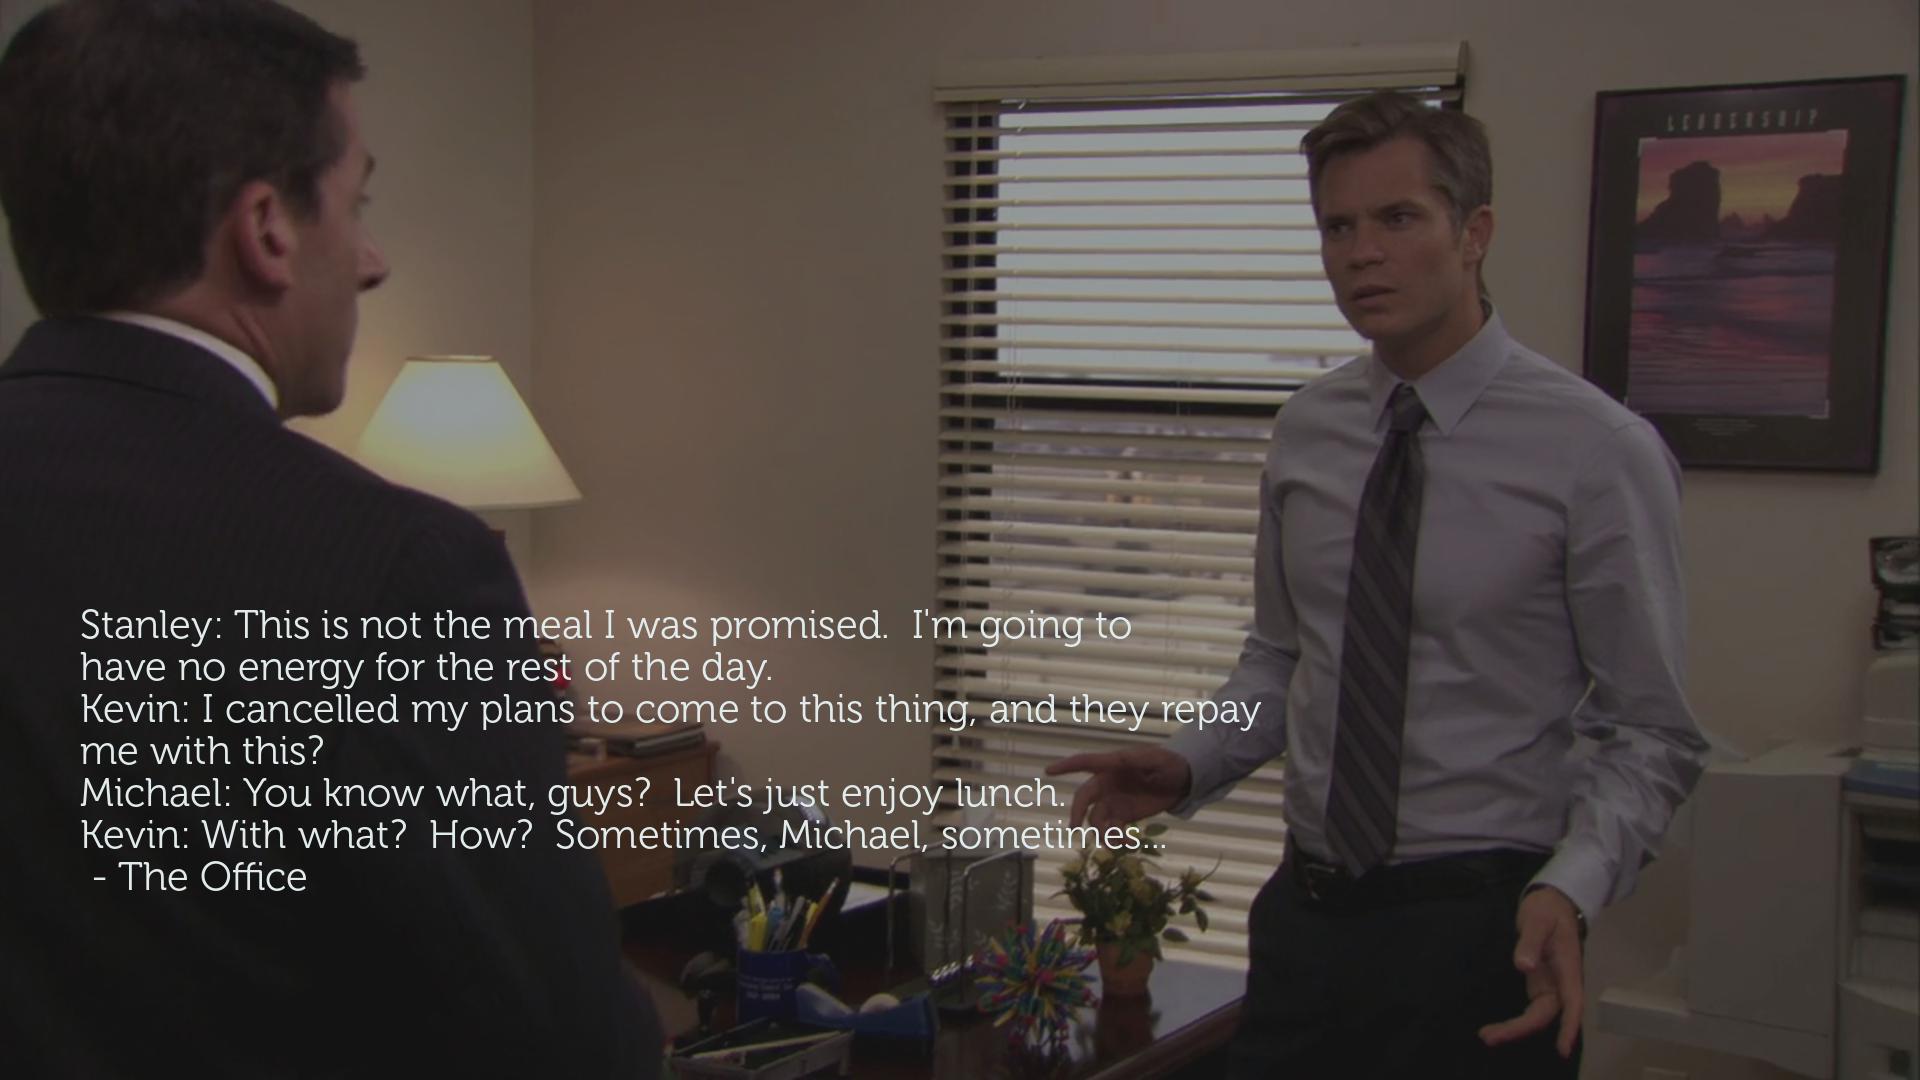 LEADERSHIP
Stanley: This is not the meal I was promised.  I'm going to
have no energy for the rest of the day.
Kevin: I cancelled my plans to come to this thing, and they repay
me with this?
Michael: You know what, guys?  Let's just enjoy lunch.
Kevin: With what?  How?  Sometimes, Michael, sometimes...
- The Office